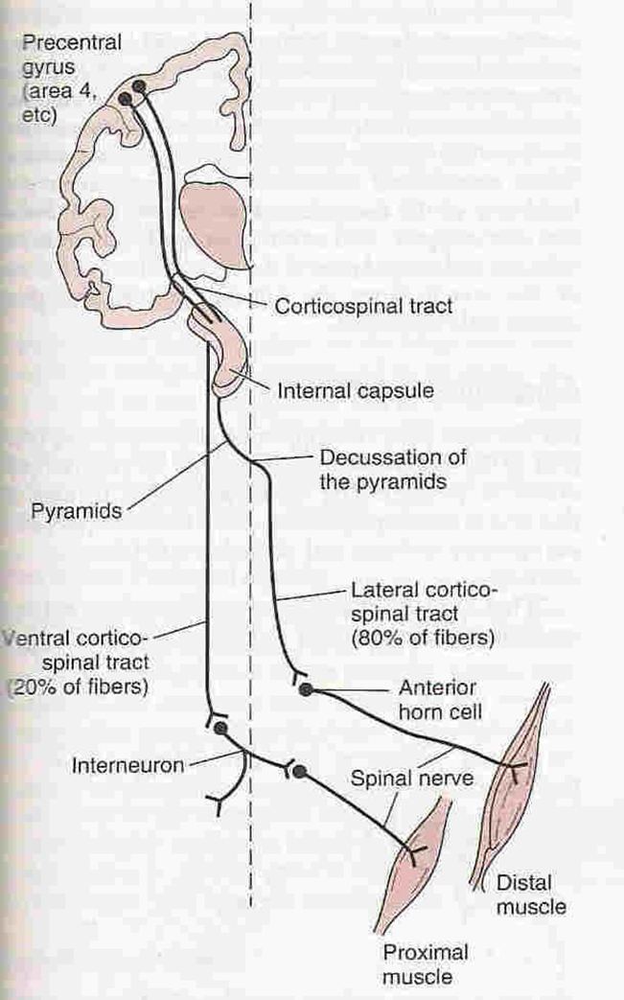 Precentral
gyrus
(area 4,
etc)
Corticospinal tract
Internal capsule
Decussation of
the pyramids
Pyramids
Lateral cortico-
spinal tract
(80% of fibers)
Ventral cortico-
spinal tract
(20% of fibers)
Anterior
horn cell
Interneuron
Spinal nerve
Distal
muscle
Proximal
muscle